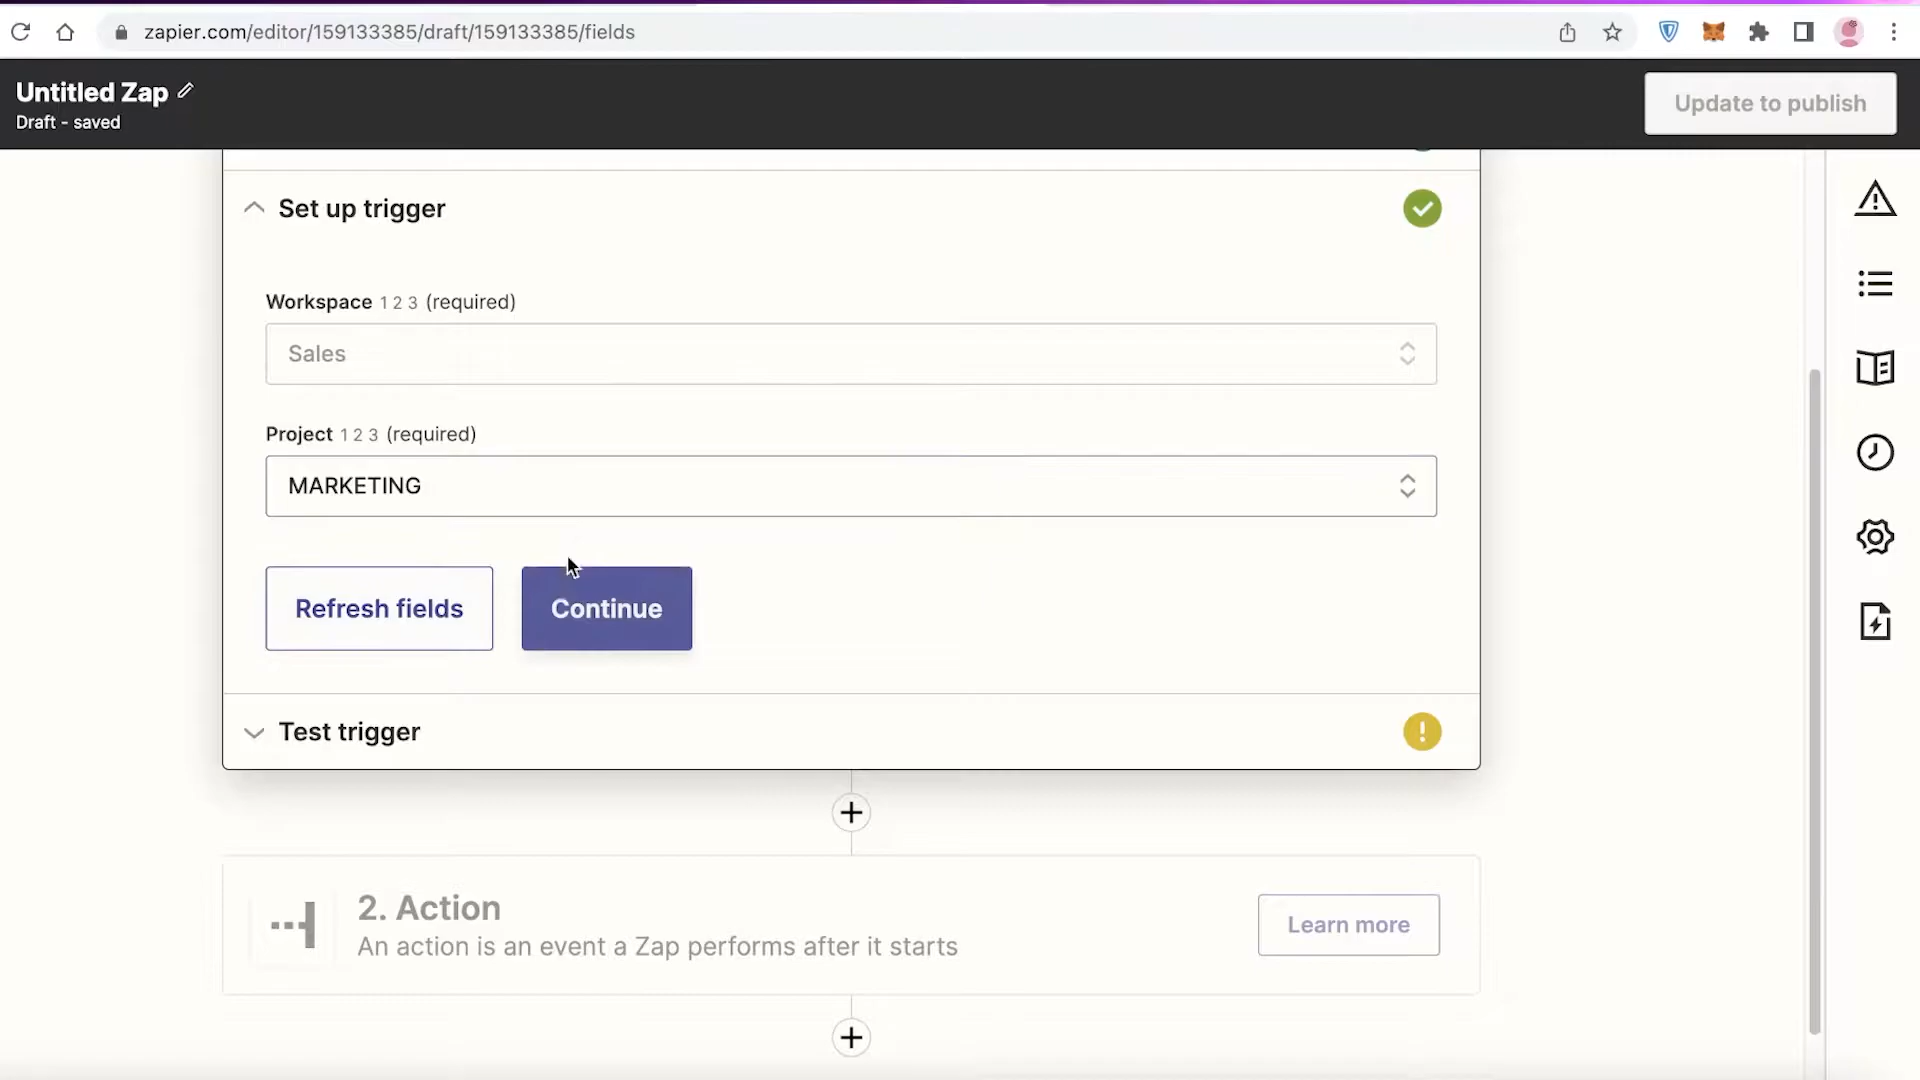 zapier.com/editor/159133385/draft/159133385/fields
Untitled Zap
Draft - saved
Update to publish
Set up trigger
Workspace 1 2 3 (required)
Sales
Project 1 2 3 (required)
MARKETING
Refresh fields
Continue
Test trigger
2. Action
An action is an event a Zap performs after it starts
Learn more